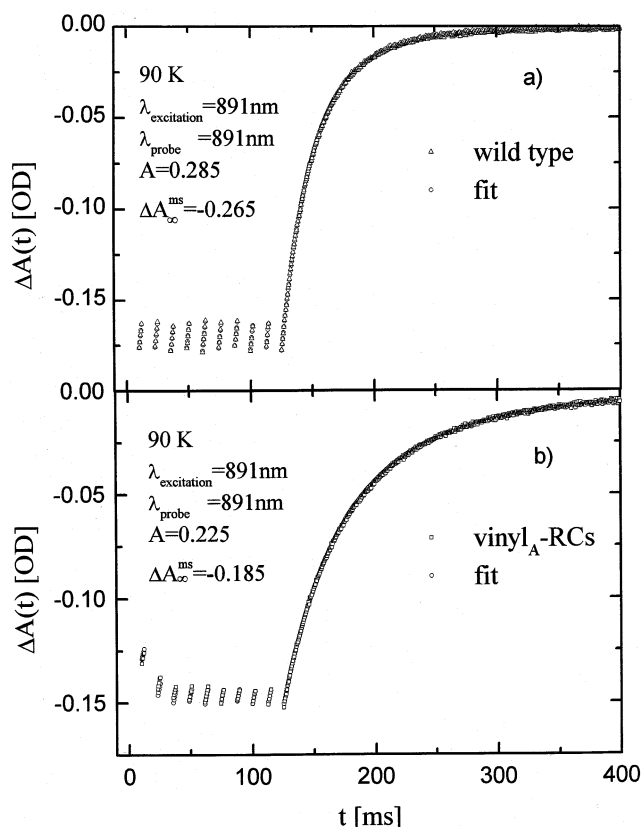 0.00
-0.05
-0.10
-0.15
ΔA(t) [OD]
90 K
λexcitation=891nm
λprobe =891nm
A=0.285
ΔA∞ms=-0.265
a)
wild type
fit
0.00
-0.05
-0.10
-0.15
ΔA(t) [OD]
90 K
λexcitation=891nm
λprobe =891nm
A=0.225
ΔA∞ms=-0.185
b)
vinylA-RCs
fit
0 100 200 300 400
t [ms]